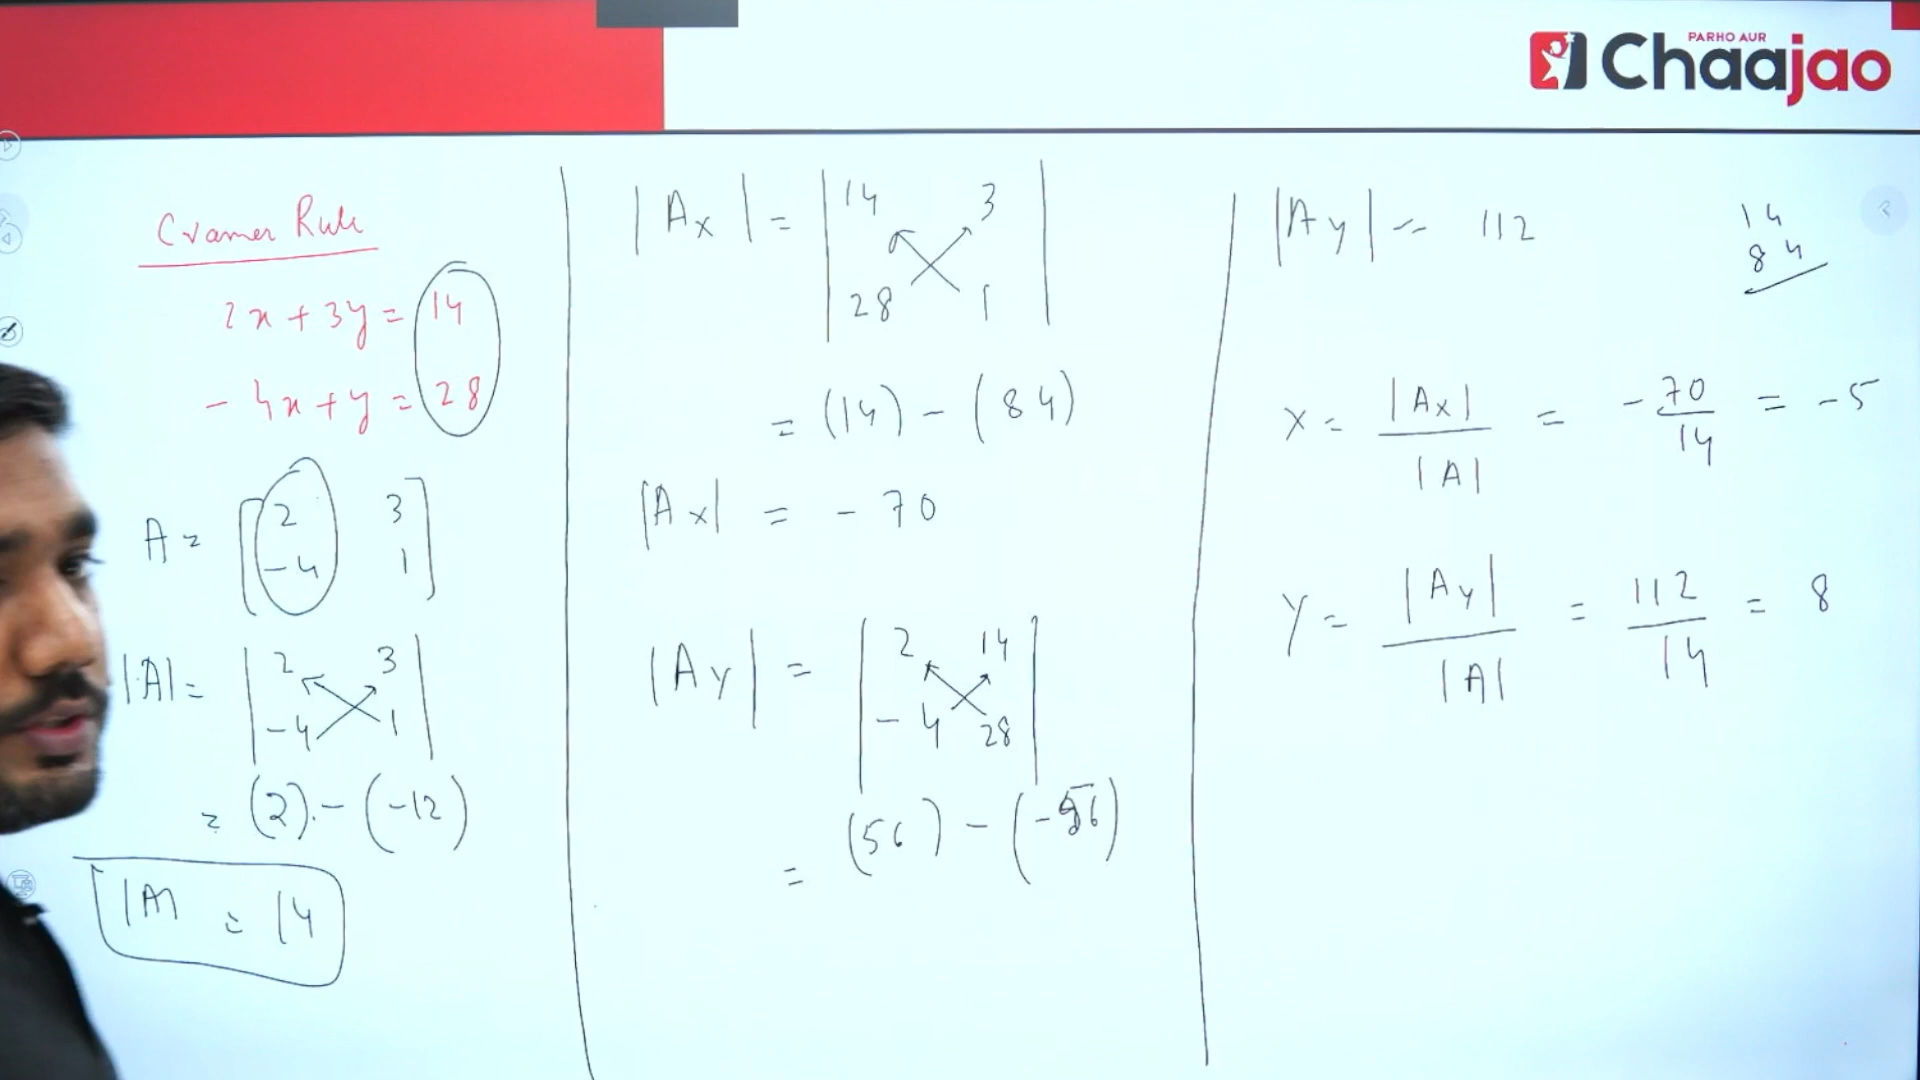 PARHO AUR
Chaajao
Cramer Rule
2x + 3y = 14
- 4x + y = 28
A = [ 2 3
-4 1 ]
|A| = | 2 3
-4 1 |
= (2) - (-12)
|A| = 14
|Ax| = | 14 3
28 1 |
= (14) - (84)
|Ax| = - 70
|Ay| = | 2 14
- 4 28 |
= (56) - (-56)
|Ay| = 112
14
84
x = |Ax| / |A| = -70 / 14 = -5
y = |Ay| / |A| = 112 / 14 = 8